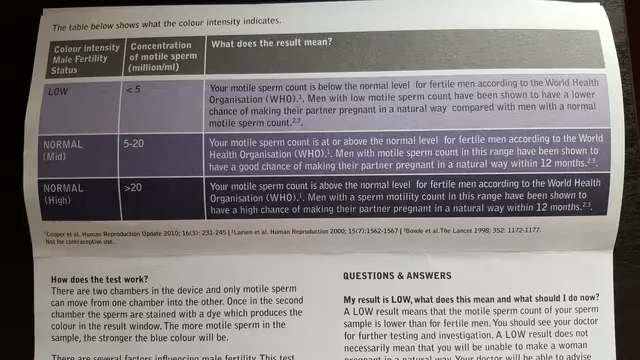 The table below shows what the colour intensity indicates.
Colour intensity
Male Fertility
Status
Concentration
of motile sperm
(million/ml)
What does the result mean?
LOW
< 5
Your motile sperm count is below the normal level for fertile men according to the World Health
Organisation (WHO).¹. Men with low motile sperm count have been shown to have a lower
chance of making their partner pregnant in a natural way compared with men with a normal
motile sperm count.²·³.
NORMAL
(Mid)
5-20
Your motile sperm count is at or above the normal level for fertile men according to the World
Health Organisation (WHO).¹. Men with motile sperm count in this range have been shown to
have a good chance of making their partner pregnant in a natural way within 12 months.²·³.
NORMAL
(High)
>20
Your motile sperm count is above the normal level for fertile men according to the World Health
Organisation (WHO).¹. Men with a sperm motility count in this range have been shown to
have a high chance of making their partner pregnant in a natural way within 12 months.²·³.
¹Cooper et al. Human Reproduction Update 2010; 16(3): 231-245 | ²Larsen et al. Human Reproduction 2000; 15(7):1562-1567 | ³Bonde et al.The Lancet 1998; 352: 1172-1177.
Not for contraceptive use.
How does the test work?
There are two chambers in the device and only motile sperm
can move from one chamber into the other. Once in the second
chamber the sperm are stained with a dye which produces the
colour in the result window. The more motile sperm in the
sample, the stronger the blue colour will be.
There are several factors influencing male fertility. This test
QUESTIONS & ANSWERS
My result is LOW, what does this mean and what should I do now?
A LOW result means that the motile sperm count of your sperm
sample is lower than for fertile men. You should see your doctor
for further testing and investigation. A LOW result does not
necessarily mean that you will be unable to make a woman
pregnant in a natural way. Your doctor will be able to advise